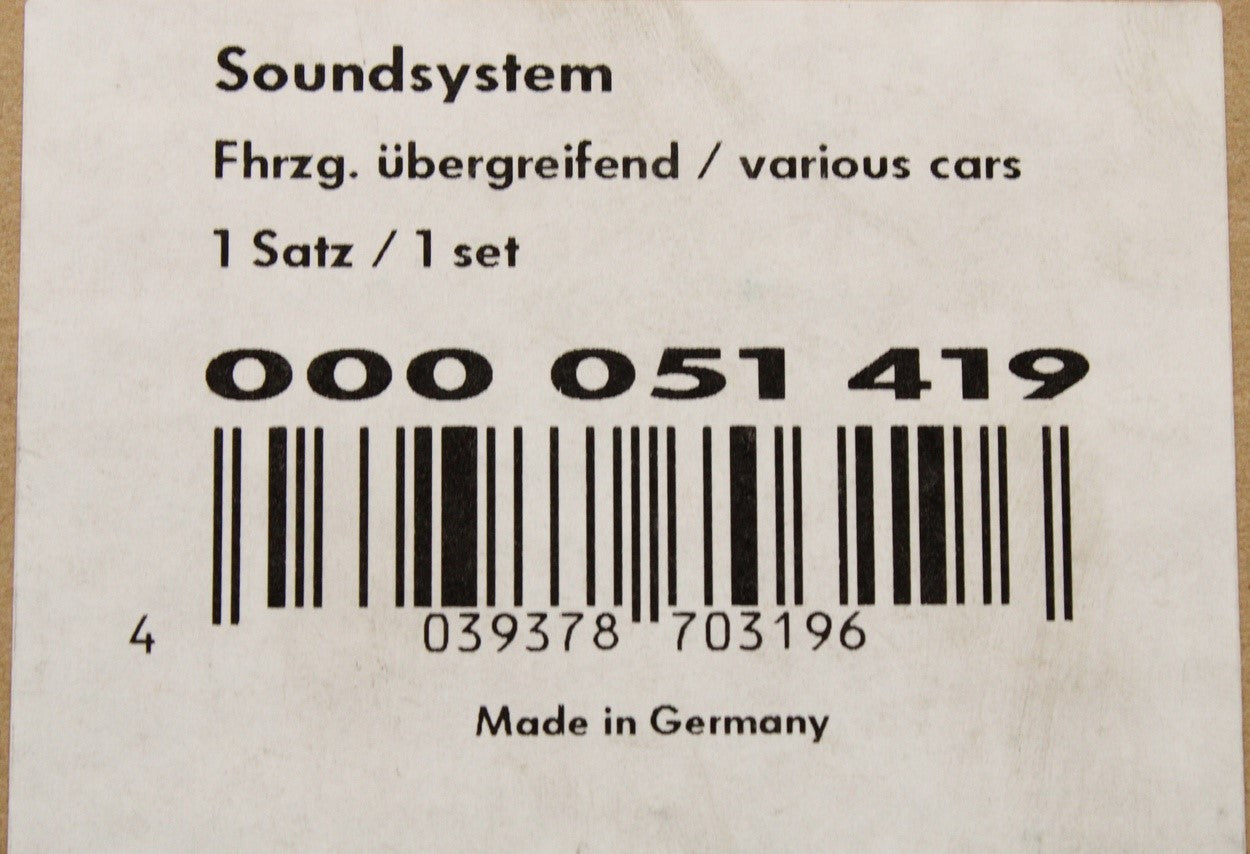 Soundsystem
Fhrzg. übergreifend / various cars
1 Satz / 1 set
000 051 419
4 039378 703196
Made in Germany